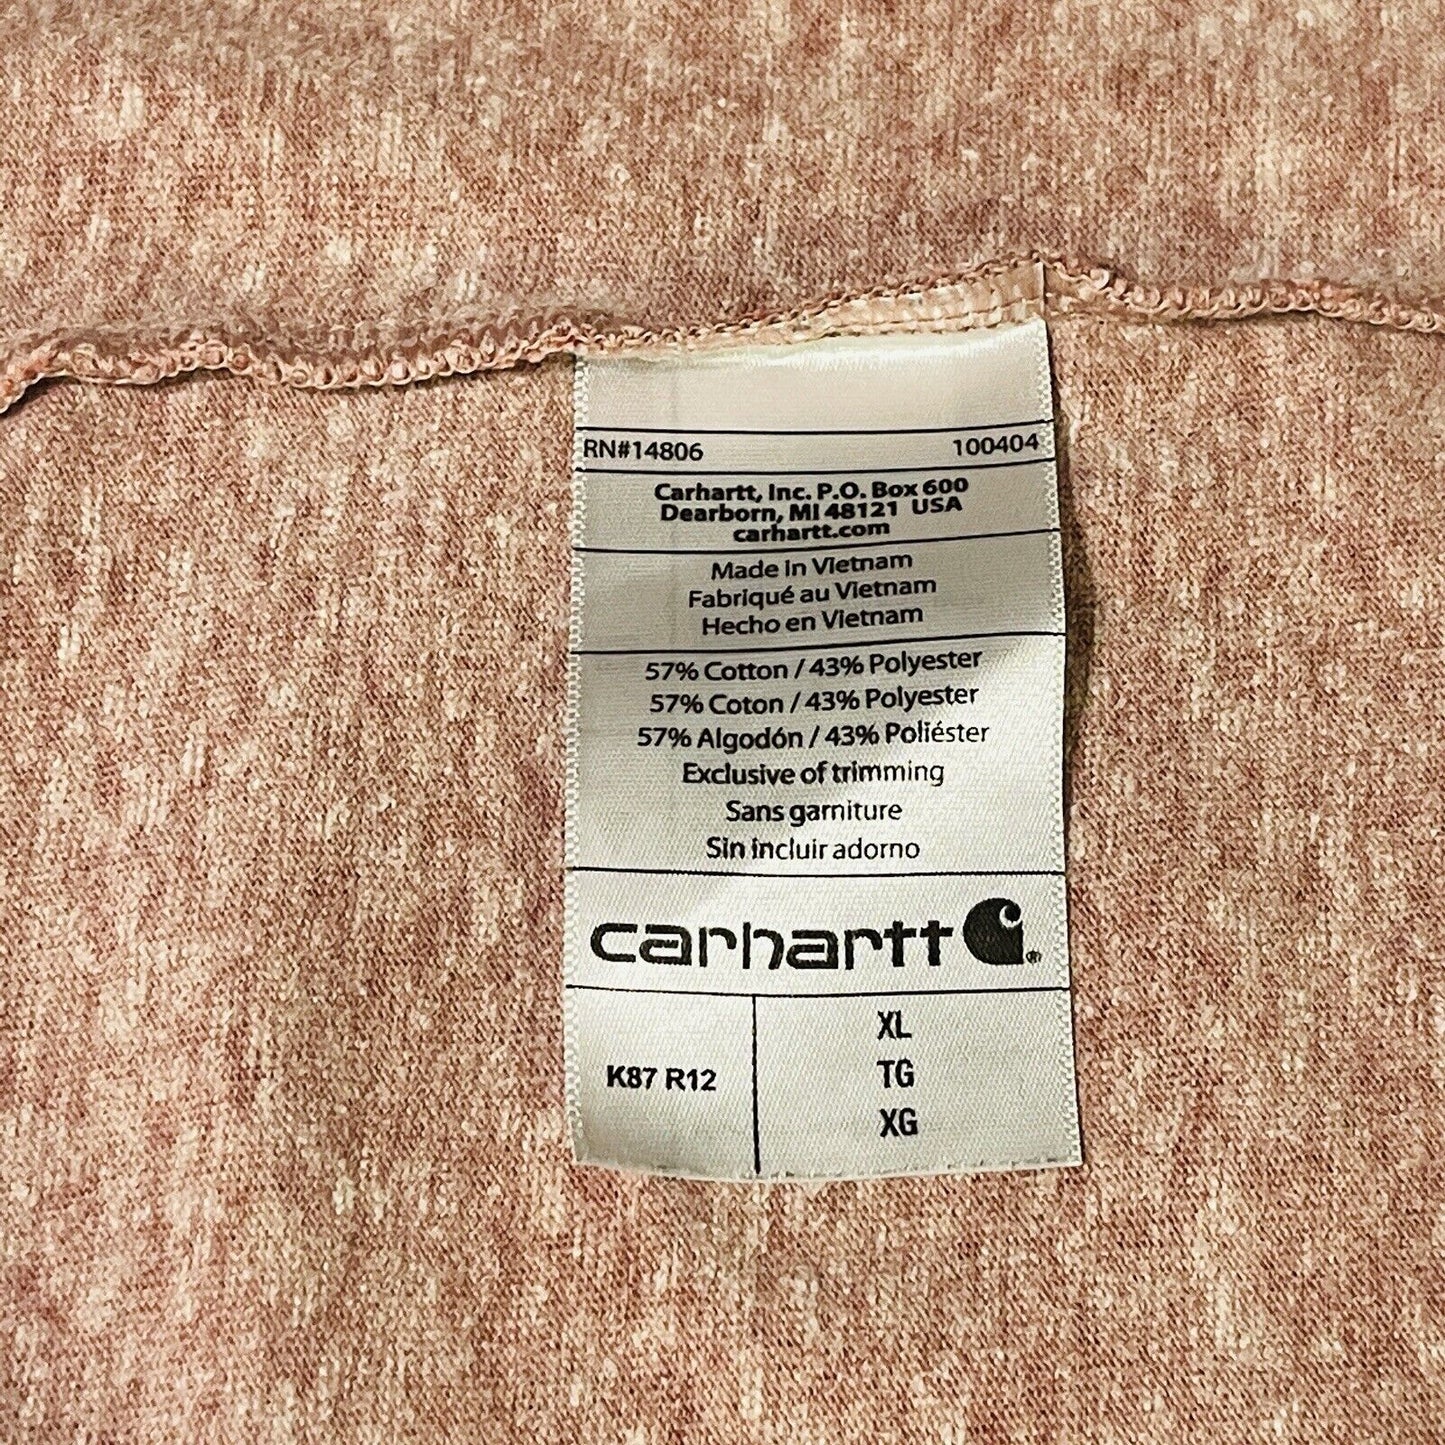 RN#14806 100404
Carhartt, Inc. P.O. Box 600
Dearborn, MI 48121 USA
carhartt.com
Made in Vietnam
Fabriqué au Vietnam
Hecho en Vietnam
57% Cotton / 43% Polyester
57% Coton / 43% Polyester
57% Algodón / 43% Poliéster
Exclusive of trimming
Sans garniture
Sin incluir adorno
carhartt ®
XL
K87 R12 TG
XG